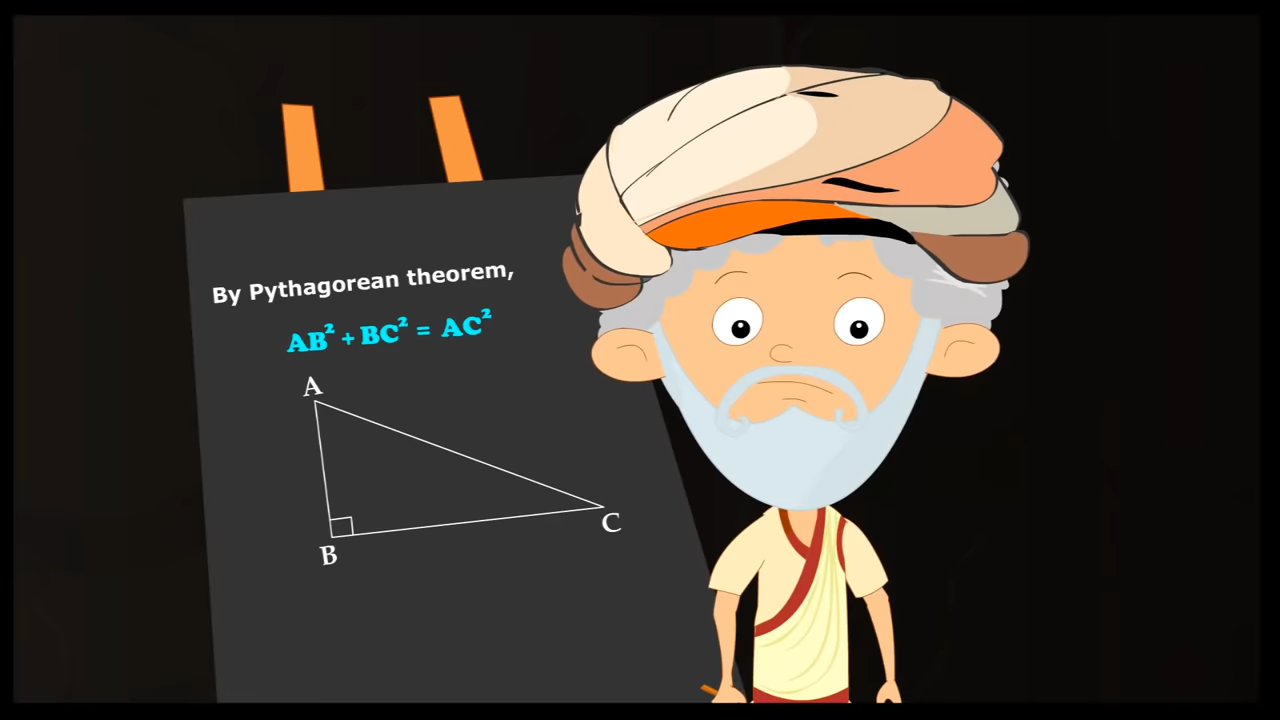 By Pythagorean theorem,
AB² + BC² = AC²
A
B
C